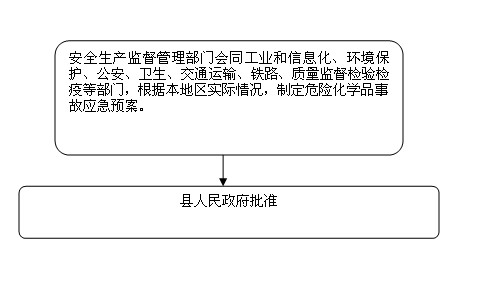 安全生产监督管理部门会同工业和信息化、环境保
护、公安、卫生、交通运输、铁路、质量监督检验检
疫等部门，根据本地区实际情况，制定危险化学品事
故应急预案。
县人民政府批准